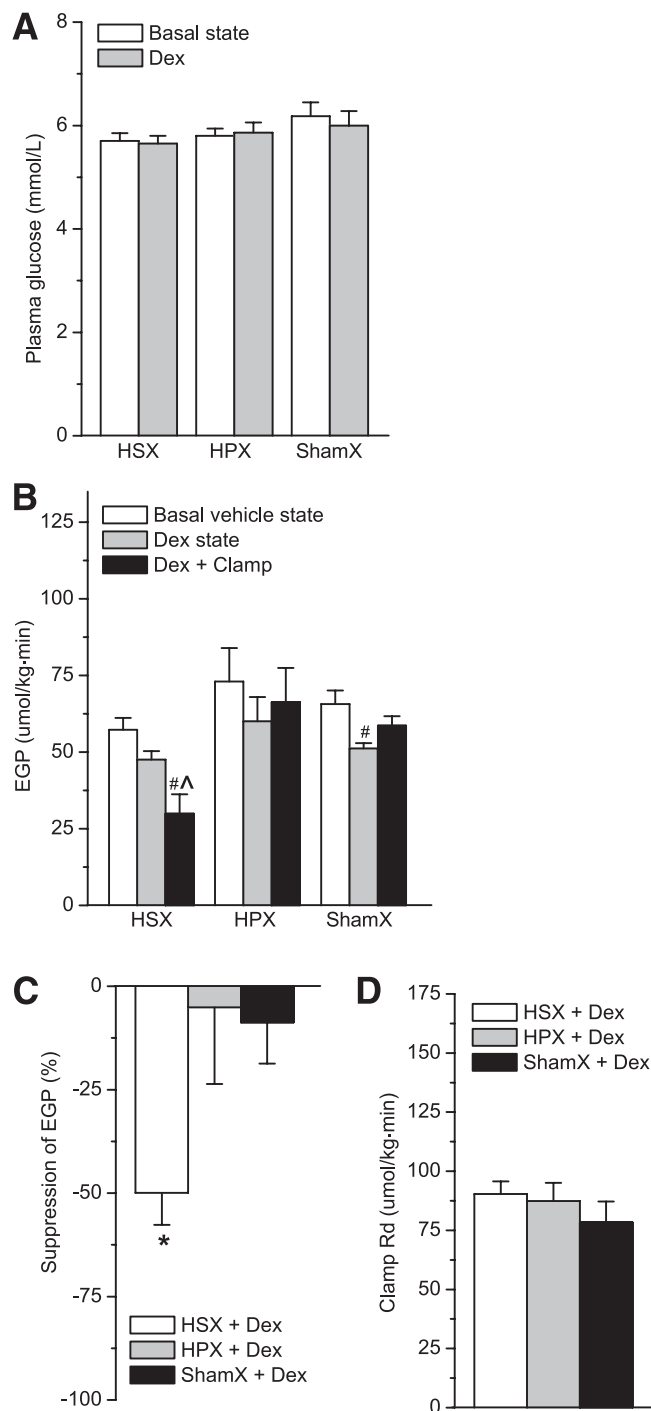 A
Basal state
Dex
Plasma glucose (mmol/L)
8
6
4
2
0
HSX HPX ShamX
B
Basal vehicle state
Dex state
Dex + Clamp
EGP (umol/kg·min)
125
100
75
50
25
0
#^
#
HSX HPX ShamX
C
Suppression of EGP (%)
0
-25
-50
-75
-100
*
HSX + Dex
HPX + Dex
ShamX + Dex
D
Clamp Rd (umol/kg·min)
175
150
125
100
75
50
25
0
HSX + Dex
HPX + Dex
ShamX + Dex